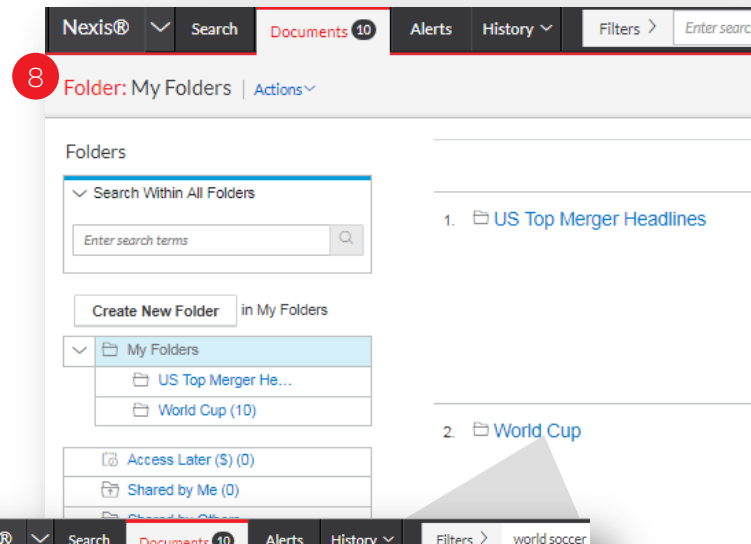 Nexis® Search Documents 10 Alerts History Filters Enter searc
8
Folder: My Folders | Actions
Folders
Search Within All Folders
Enter search terms
Create New Folder in My Folders
My Folders
US Top Merger He...
World Cup (10)
Access Later ($) (0)
Shared by Me (0)
Shared by Others
1. US Top Merger Headlines
2. World Cup
® Search Documents 10 Alerts History Filters world soccer